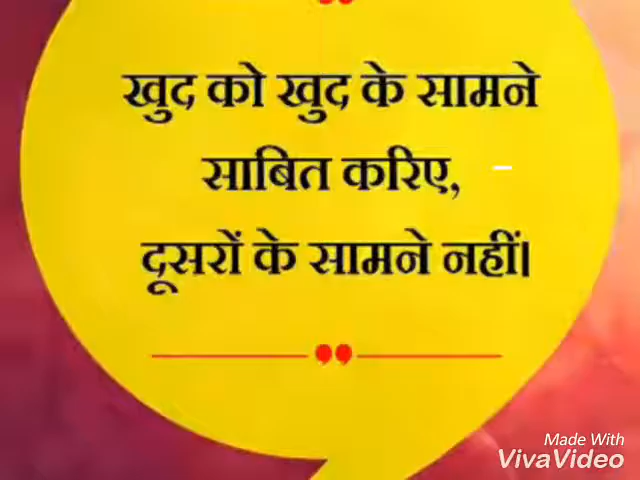 खुद को खुद के सामने
साबित करिए,
दूसरों के सामने नहीं।
Made With
VivaVideo